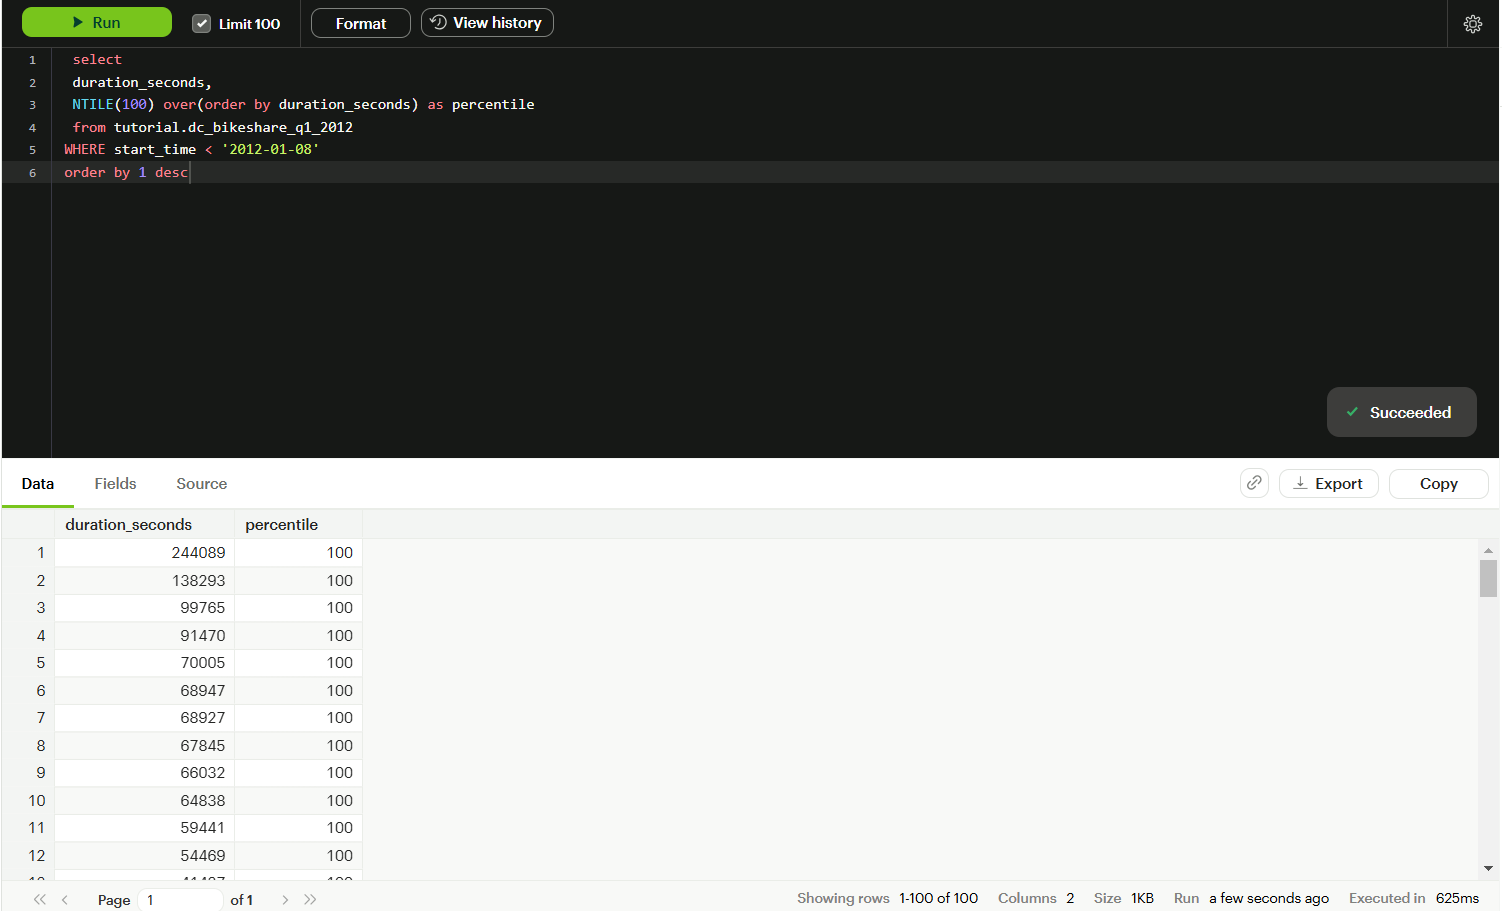 Run Limit 100 Format View history
1 select
2 duration_seconds,
3 NTILE(100) over(order by duration_seconds) as percentile
4 from tutorial.dc_bikeshare_q1_2012
5 WHERE start_time < '2012-01-08'
6 order by 1 desc
Succeeded
Data Fields Source Export Copy
duration_seconds percentile
1 244089 100
2 138293 100
3 99765 100
4 91470 100
5 70005 100
6 68947 100
7 68927 100
8 67845 100
9 66032 100
10 64838 100
11 59441 100
12 54469 100
Page 1 of 1 Showing rows 1-100 of 100 Columns 2 Size 1KB Run a few seconds ago Executed in 625ms